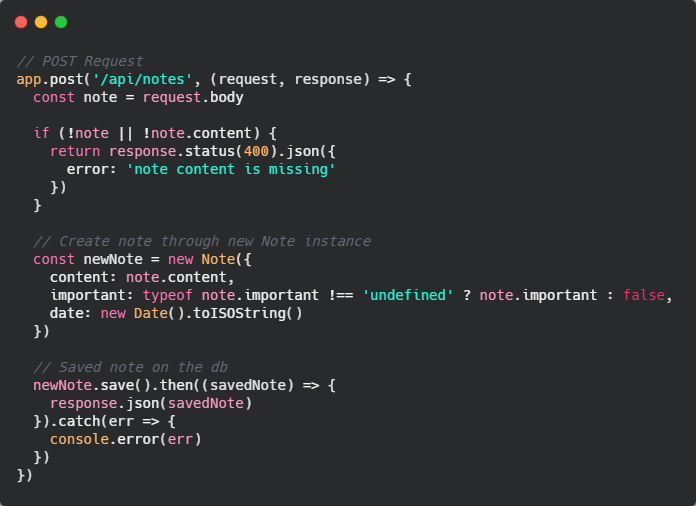 // POST Request
app.post('/api/notes', (request, response) => {
  const note = request.body

  if (!note || !note.content) {
    return response.status(400).json({
      error: 'note content is missing'
    })
  }

  // Create note through new Note instance
  const newNote = new Note({
    content: note.content,
    important: typeof note.important !== 'undefined' ? note.important : false,
    date: new Date().toISOString()
  })

  // Saved note on the db
  newNote.save().then((savedNote) => {
    response.json(savedNote)
  }).catch(err => {
    console.error(err)
  })
})